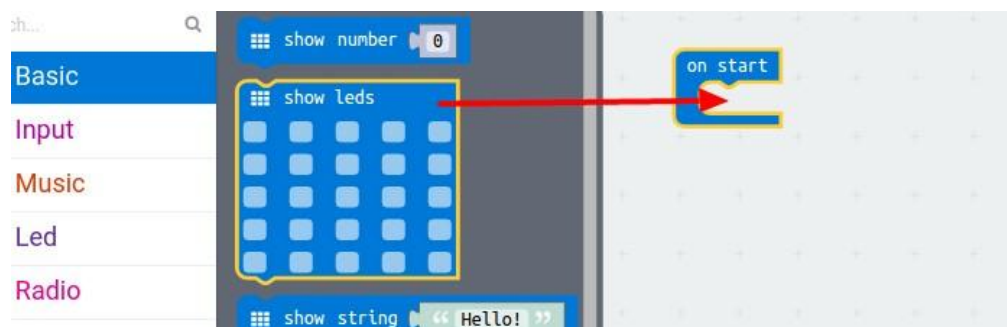 show number 0
on start
Basic
show leds
Input
Music
Led
Radio
show string “ Hello! ”